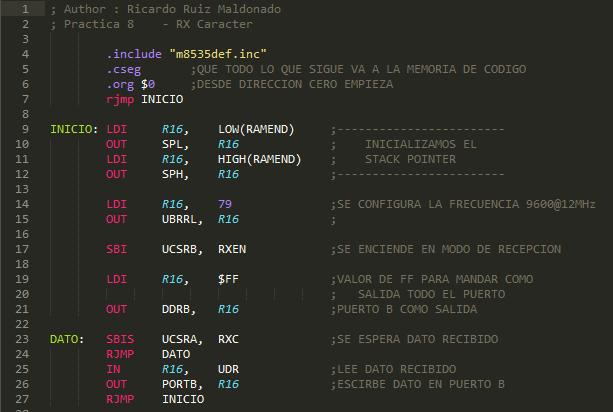 1 ; Author : Ricardo Ruiz Maldonado
2 ; Practica 8    - RX Caracter
3
4 .include "m8535def.inc"
5 .cseg ;QUE TODO LO QUE SIGUE VA A LA MEMORIA DE CODIGO
6 .org $0 ;DESDE DIRECCION CERO EMPIEZA
7 rjmp INICIO
8
9 INICIO: LDI R16, LOW(RAMEND) ;------------------------
10 OUT SPL, R16 ; INICIALIZAMOS EL
11 LDI R16, HIGH(RAMEND) ; STACK POINTER
12 OUT SPH, R16 ;------------------------
13
14 LDI R16, 79 ;SE CONFIGURA LA FRECUENCIA 9600@12MHz
15 OUT UBRRL, R16 ;
16
17 SBI UCSRB, RXEN ;SE ENCIENDE EN MODO DE RECEPCION
18
19 LDI R16, $FF ;VALOR DE FF PARA MANDAR COMO
20 ; SALIDA TODO EL PUERTO
21 OUT DDRB, R16 ;PUERTO B COMO SALIDA
22
23 DATO: SBIS UCSRA, RXC ;SE ESPERA DATO RECIBIDO
24 RJMP DATO
25 IN R16, UDR ;LEE DATO RECIBIDO
26 OUT PORTB, R16 ;ESCIRBE DATO EN PUERTO B
27 RJMP INICIO
28